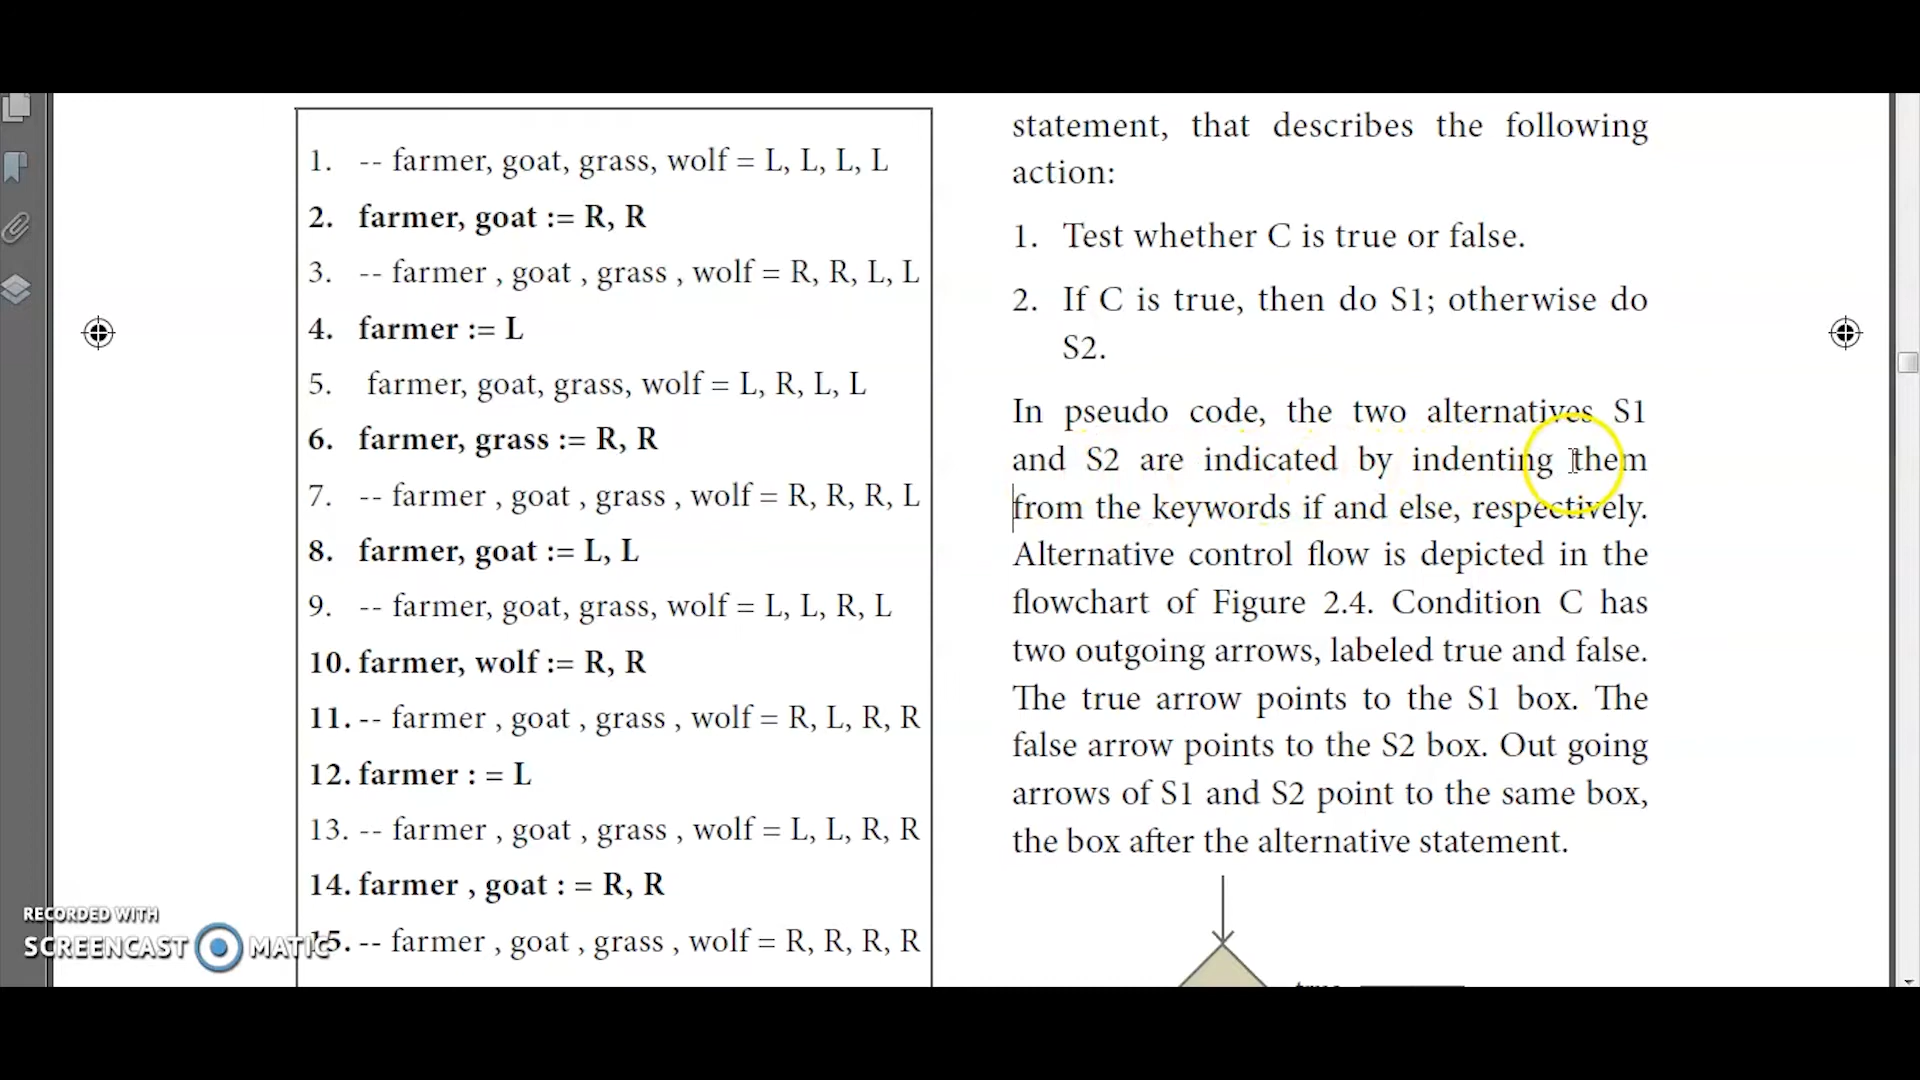 1. -- farmer, goat, grass, wolf = L, L, L, L
2. farmer, goat := R, R
3. -- farmer , goat , grass , wolf = R, R, L, L
4. farmer := L
5. farmer, goat, grass, wolf = L, R, L, L
6. farmer, grass := R, R
7. -- farmer , goat , grass , wolf = R, R, R, L
8. farmer, goat := L, L
9. -- farmer, goat, grass, wolf = L, L, R, L
10. farmer, wolf := R, R
11. -- farmer , goat , grass , wolf = R, L, R, R
12. farmer : = L
13. -- farmer , goat , grass , wolf = L, L, R, R
14. farmer , goat : = R, R
15. -- farmer , goat , grass , wolf = R, R, R, R
statement, that describes the following
action:
1. Test whether C is true or false.
2. If C is true, then do S1; otherwise do
S2.
In pseudo code, the two alternatives S1
and S2 are indicated by indenting them
from the keywords if and else, respectively.
Alternative control flow is depicted in the
flowchart of Figure 2.4. Condition C has
two outgoing arrows, labeled true and false.
The true arrow points to the S1 box. The
false arrow points to the S2 box. Out going
arrows of S1 and S2 point to the same box,
the box after the alternative statement.
RECORDED WITH
SCREENCAST MATIC